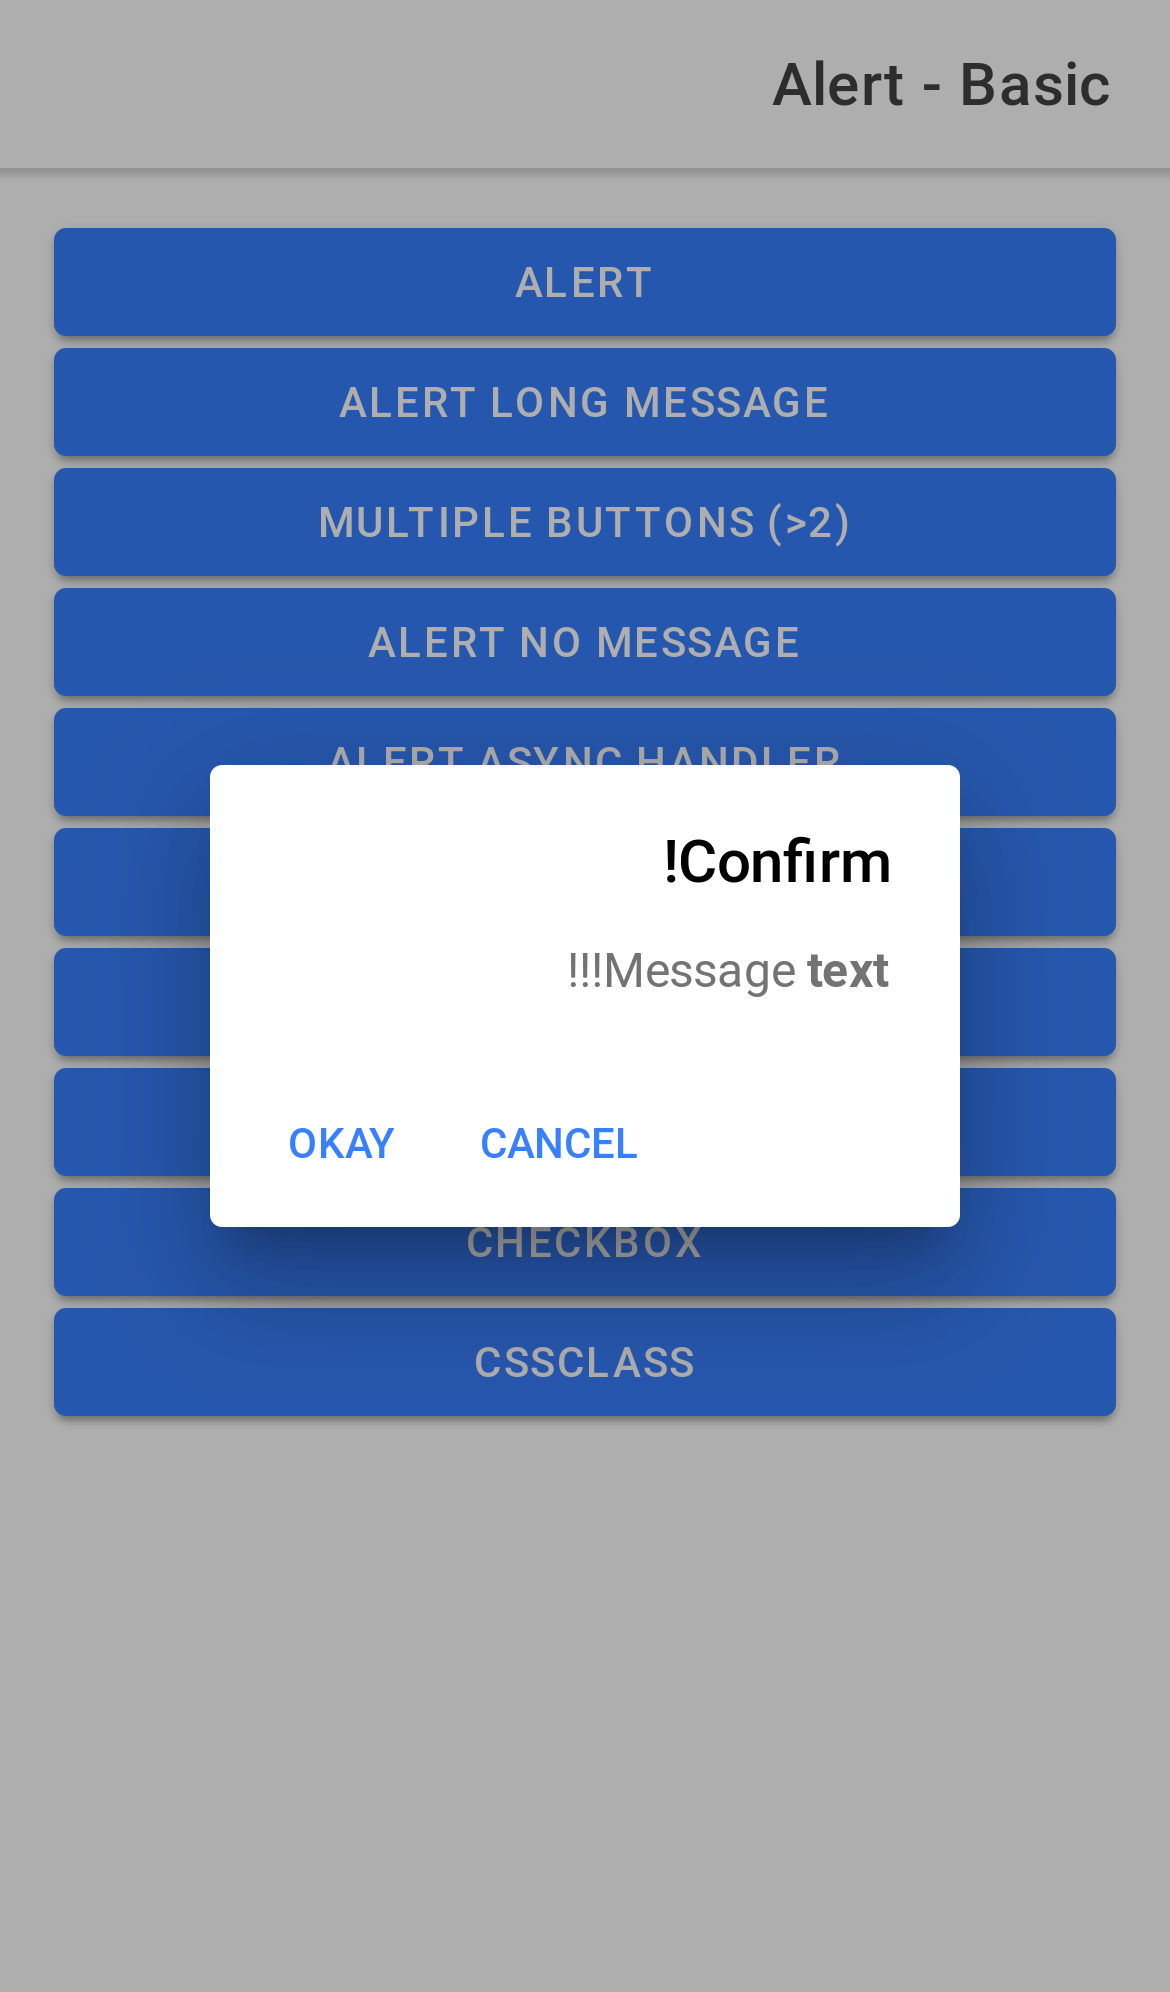 Alert - Basic
ALERT
ALERT LONG MESSAGE
MULTIPLE BUTTONS (>2)
ALERT NO MESSAGE
ALERT ASYNC HANDLER
!Confirm
!!!Message text
OKAY CANCEL
CHECKBOX
CSSCLASS